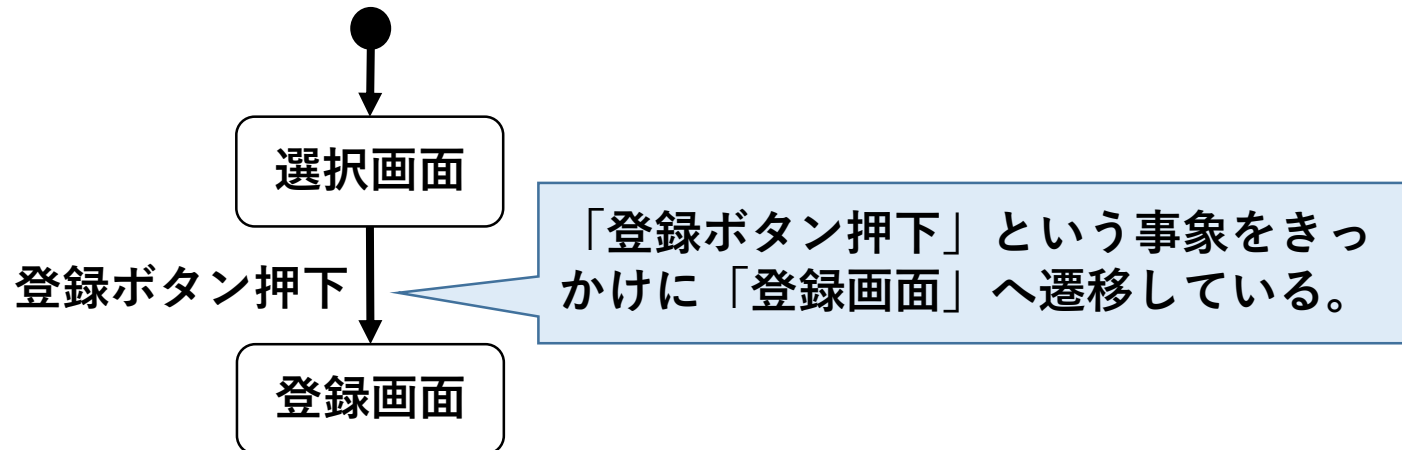 選択画面
「登録ボタン押下」という事象をきっ
かけに「登録画面」へ遷移している。
登録ボタン押下
登録画面